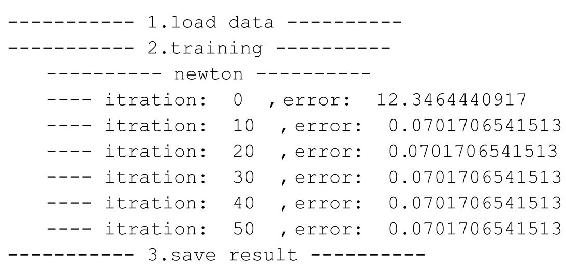 ----------- 1.load data ----------
----------- 2.training ----------
---------- newton ----------
---- itration: 0 ,error: 12.3464440917
---- itration: 10 ,error: 0.0701706541513
---- itration: 20 ,error: 0.0701706541513
---- itration: 30 ,error: 0.0701706541513
---- itration: 40 ,error: 0.0701706541513
---- itration: 50 ,error: 0.0701706541513
----------- 3.save result ----------